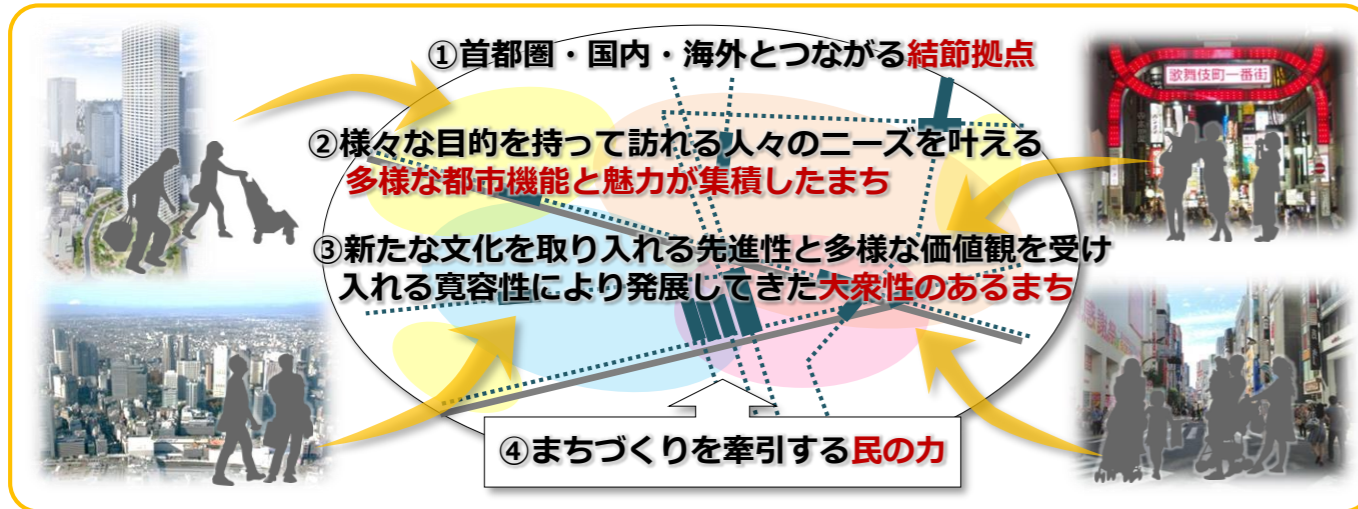 ①首都圏・国内・海外とつながる結節拠点
歌舞伎町一番街
②様々な目的を持って訪れる人々のニーズを叶える
多様な都市機能と魅力が集積したまち
③新たな文化を取り入れる先進性と多様な価値観を受け
入れる寛容性により発展してきた大衆性のあるまち
④まちづくりを牽引する民の力